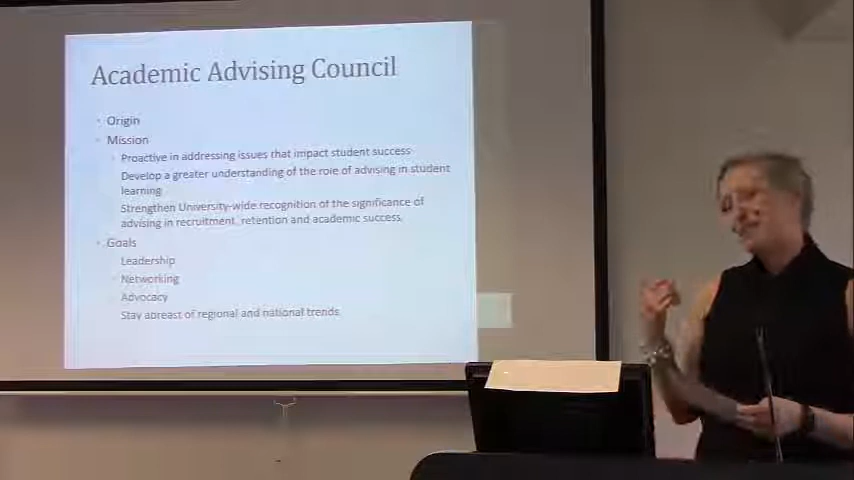 Academic Advising Council
Origin
Mission
Proactive in addressing issues that impact student success
Develop a greater understanding of the role of advising in student
learning
Strengthen University-wide recognition of the significance of
advising in recruitment, retention and academic success.
Goals
Leadership
Networking
Advocacy
Stay abreast of regional and national trends